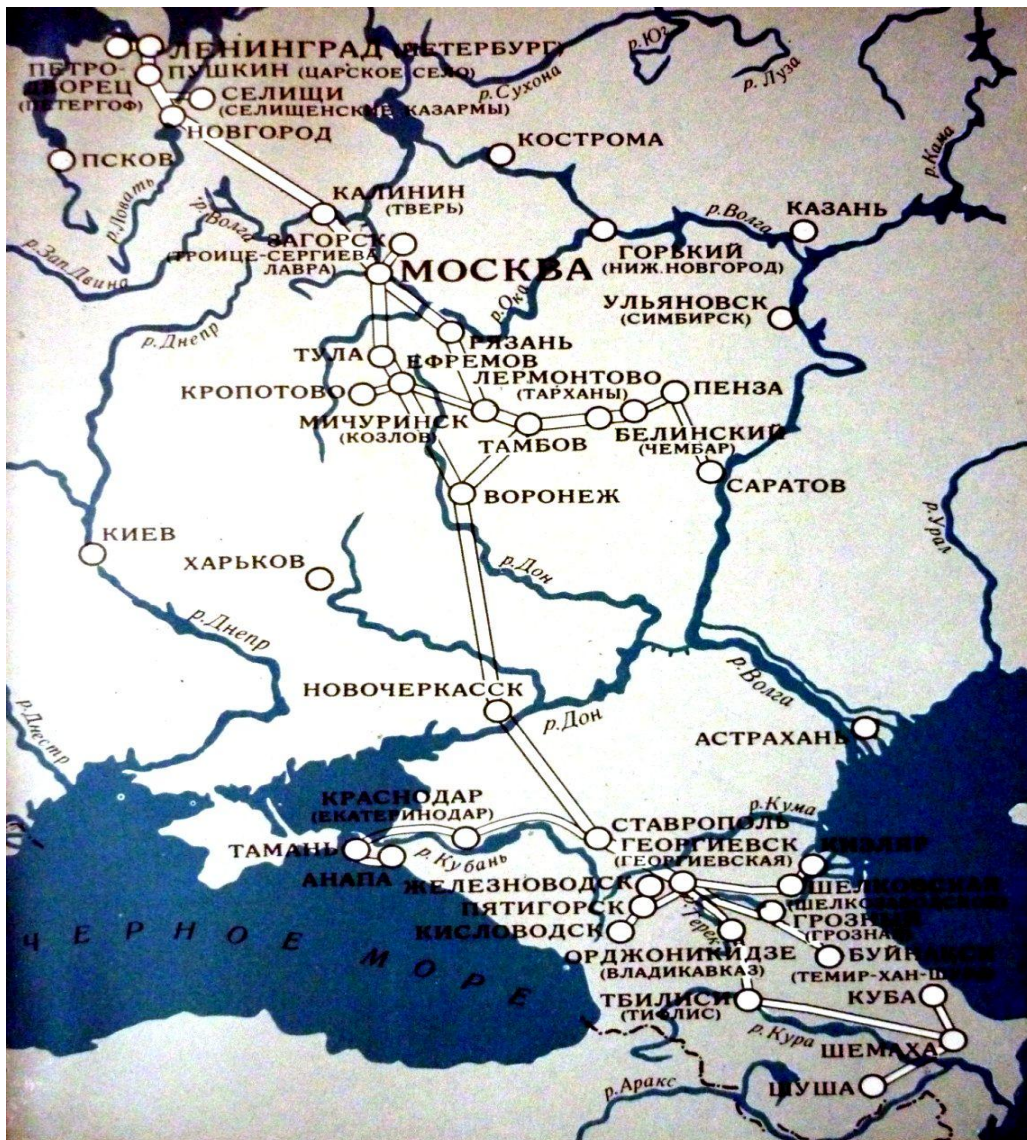 ЛЕНИНГРАД (ПЕТЕРБУРГ)
р.Юг
р.Луза
р.Сухона
ПЕТРО-
ДВОРЕЦ
(ПЕТЕРГОФ)
ПУШКИН (ЦАРСКОЕ СЕЛО)
СЕЛИЩИ
(СЕЛИЩЕНСКИЕ КАЗАРМЫ)
НОВГОРОД
ПСКОВ
КОСТРОМА
р.Кама
р.Ловать
КАЛИНИН
(ТВЕРЬ)
р.Волга
р.Волга
КАЗАНЬ
р.Зап.Двина
ЗАГОРСК
(ТРОИЦЕ-СЕРГИЕВА
ЛАВРА)
ГОРЬКИЙ
(НИЖ.НОВГОРОД)
МОСКВА
р.Ока
УЛЬЯНОВСК
(СИМБИРСК)
р.Днепр
РЯЗАНЬ
ТУЛА
ЕФРЕМОВ
КРОПОТОВО
ЛЕРМОНТОВО
(ТАРХАНЫ)
ПЕНЗА
МИЧУРИНСК
(КОЗЛОВ)
ТАМБОВ
БЕЛИНСКИЙ
(ЧЕМБАР)
САРАТОВ
ВОРОНЕЖ
р.Урал
КИЕВ
ХАРЬКОВ
р.Дон
р.Днепр
р.Волга
НОВОЧЕРКАССК
р.Дон
р.Днестр
АСТРАХАНЬ
КРАСНОДАР
(ЕКАТЕРИНОДАР)
р.Кума
СТАВРОПОЛЬ
ТАМАНЬ
р.Кубань
ГЕОРГИЕВСК
(ГЕОРГИЕВСКАЯ)
КИЗЛЯР
АНАПА
ЖЕЛЕЗНОВОДСК
ШЕЛКОВСКАЯ
(ШЕЛКОЗАВОДСКАЯ)
ПЯТИГОРСК
р.Терек
ГРОЗНЫЙ
(ГРОЗНАЯ)
КИСЛОВОДСК
ЧЕРНОЕ МОРЕ
ОРДЖОНИКИДЗЕ
(ВЛАДИКАВКАЗ)
БУЙНАКСК
(ТЕМИР-ХАН-ШУРА)
ТБИЛИСИ
(ТИФЛИС)
КУБА
р.Кура
ШЕМАХА
р.Аракс
ШУША